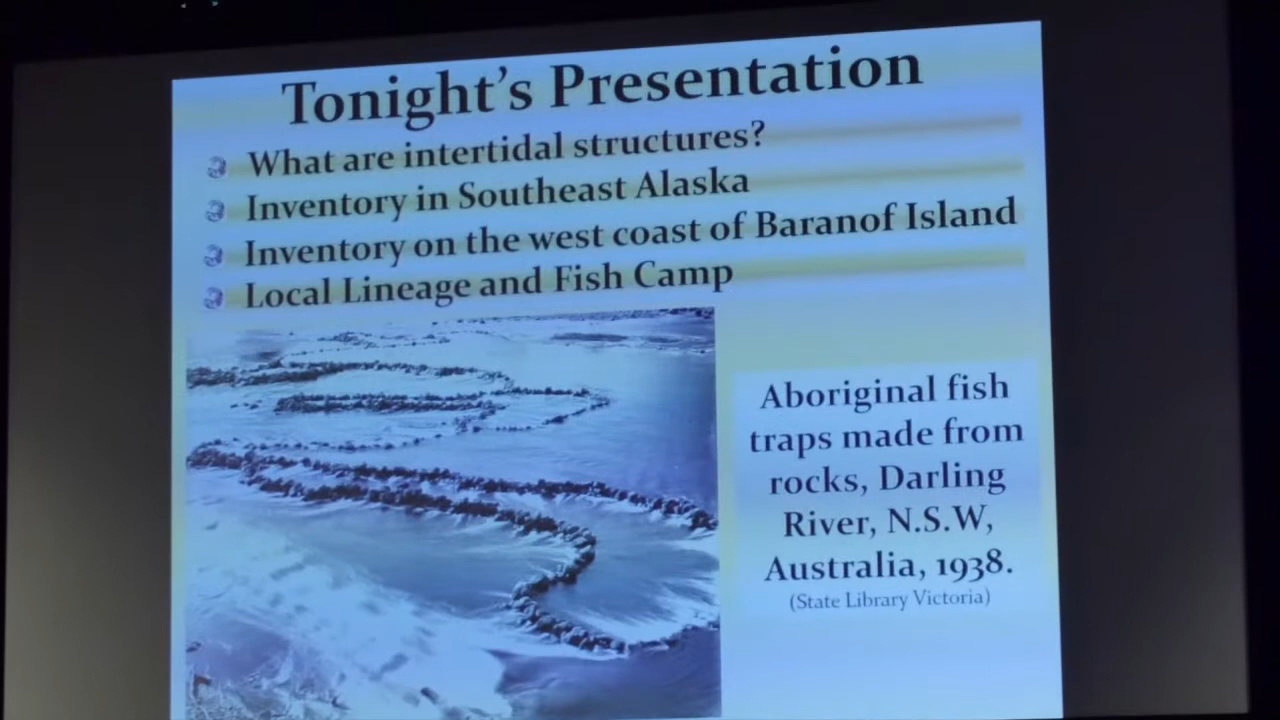 Tonight's Presentation
What are intertidal structures?
Inventory in Southeast Alaska
Inventory on the west coast of Baranof Island
Local Lineage and Fish Camp
Aboriginal fish
traps made from
rocks, Darling
River, N.S.W,
Australia, 1938.
(State Library Victoria)